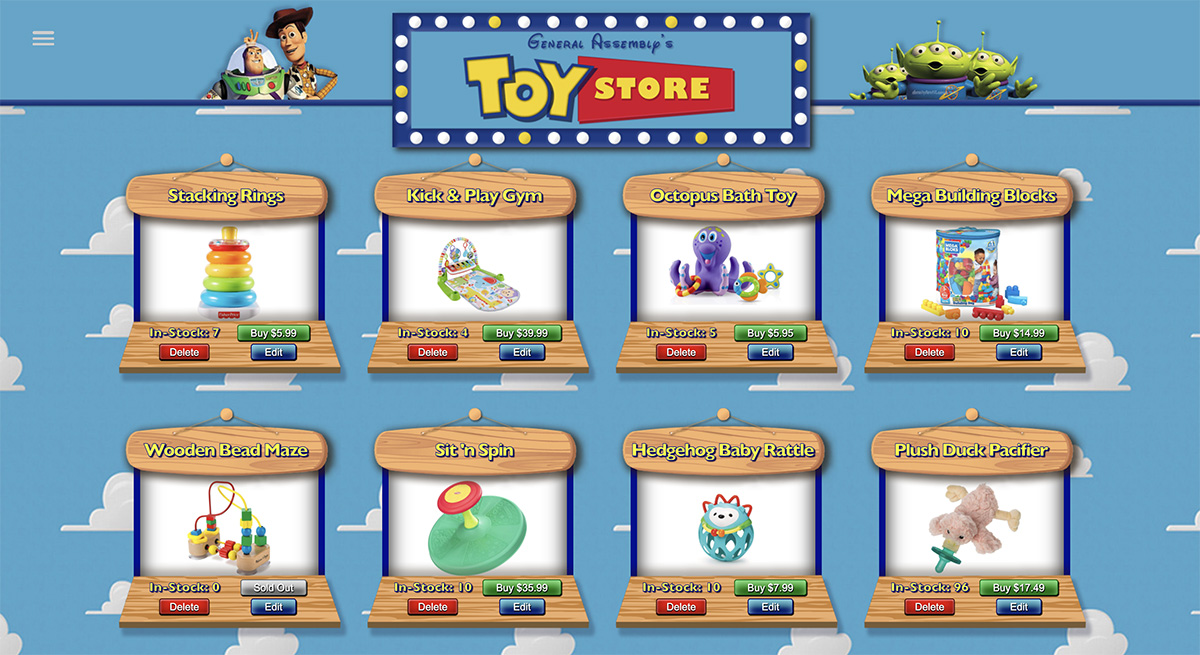 General Assembly's
TOY STORE
Stacking Rings
Kick & Play Gym
Octopus Bath Toy
Mega Building Blocks
In-Stock: 7 Buy $5.99
Delete Edit
In-Stock: 4 Buy $39.99
Delete Edit
In-Stock: 5 Buy $5.95
Delete Edit
In-Stock: 10 Buy $14.99
Delete Edit
Wooden Bead Maze
Sit 'n Spin
Hedgehog Baby Rattle
Plush Duck Pacifier
In-Stock: 0 Sold Out
Delete Edit
In-Stock: 10 Buy $35.99
Delete Edit
In-Stock: 10 Buy $7.99
Delete Edit
In-Stock: 96 Buy $17.49
Delete Edit